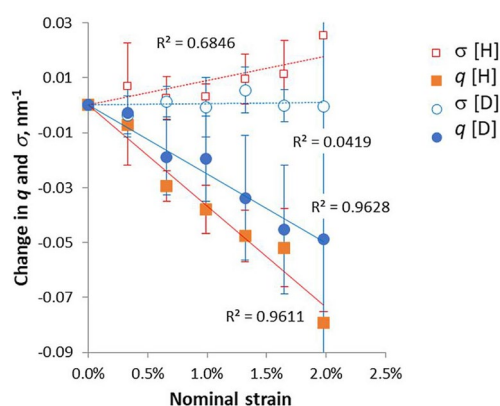 0.03
0.01
-0.01
-0.03
-0.05
-0.07
-0.09
Change in q and σ, nm⁻¹
R² = 0.6846
R² = 0.0419
R² = 0.9628
R² = 0.9611
0.0% 0.5% 1.0% 1.5% 2.0% 2.5%
Nominal strain
σ [H]
q [H]
σ [D]
q [D]